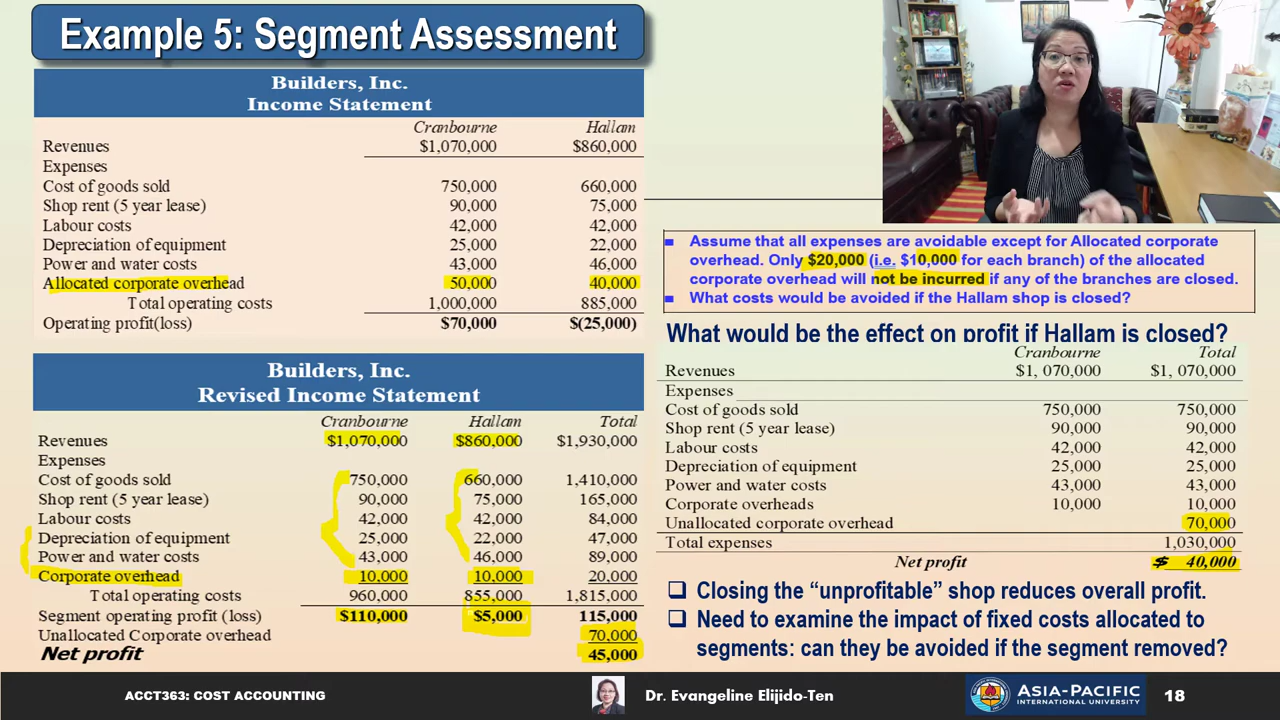 Example 5: Segment Assessment
Builders, Inc.
Income Statement
Cranbourne Hallam
Revenues $1,070,000 $860,000
Expenses
Cost of goods sold 750,000 660,000
Shop rent (5 year lease) 90,000 75,000
Labour costs 42,000 42,000
Depreciation of equipment 25,000 22,000
Power and water costs 43,000 46,000
Allocated corporate overhead 50,000 40,000
Total operating costs 1,000,000 885,000
Operating profit(loss) $70,000 $(25,000)
Builders, Inc.
Revised Income Statement
Cranbourne Hallam Total
Revenues $1,070,000 $860,000 $1,930,000
Expenses
Cost of goods sold 750,000 660,000 1,410,000
Shop rent (5 year lease) 90,000 75,000 165,000
Labour costs 42,000 42,000 84,000
Depreciation of equipment 25,000 22,000 47,000
Power and water costs 43,000 46,000 89,000
Corporate overhead 10,000 10,000 20,000
Total operating costs 960,000 855,000 1,815,000
Segment operating profit (loss) $110,000 $5,000 115,000
Unallocated Corporate overhead 70,000
Net profit 45,000
■ Assume that all expenses are avoidable except for Allocated corporate
overhead. Only $20,000 (i.e. $10,000 for each branch) of the allocated
corporate overhead will not be incurred if any of the branches are closed.
■ What costs would be avoided if the Hallam shop is closed?
What would be the effect on profit if Hallam is closed?
Cranbourne Total
Revenues $1, 070,000 $1, 070,000
Expenses
Cost of goods sold 750,000 750,000
Shop rent (5 year lease) 90,000 90,000
Labour costs 42,000 42,000
Depreciation of equipment 25,000 25,000
Power and water costs 43,000 43,000
Corporate overheads 10,000 10,000
Unallocated corporate overhead 70,000
Total expenses 1,030,000
Net profit $ 40,000
❑ Closing the “unprofitable” shop reduces overall profit.
❑ Need to examine the impact of fixed costs allocated to
segments: can they be avoided if the segment removed?
ACCT363: COST ACCOUNTING
Dr. Evangeline Elijido-Ten
ASIA-PACIFIC
INTERNATIONAL UNIVERSITY
18